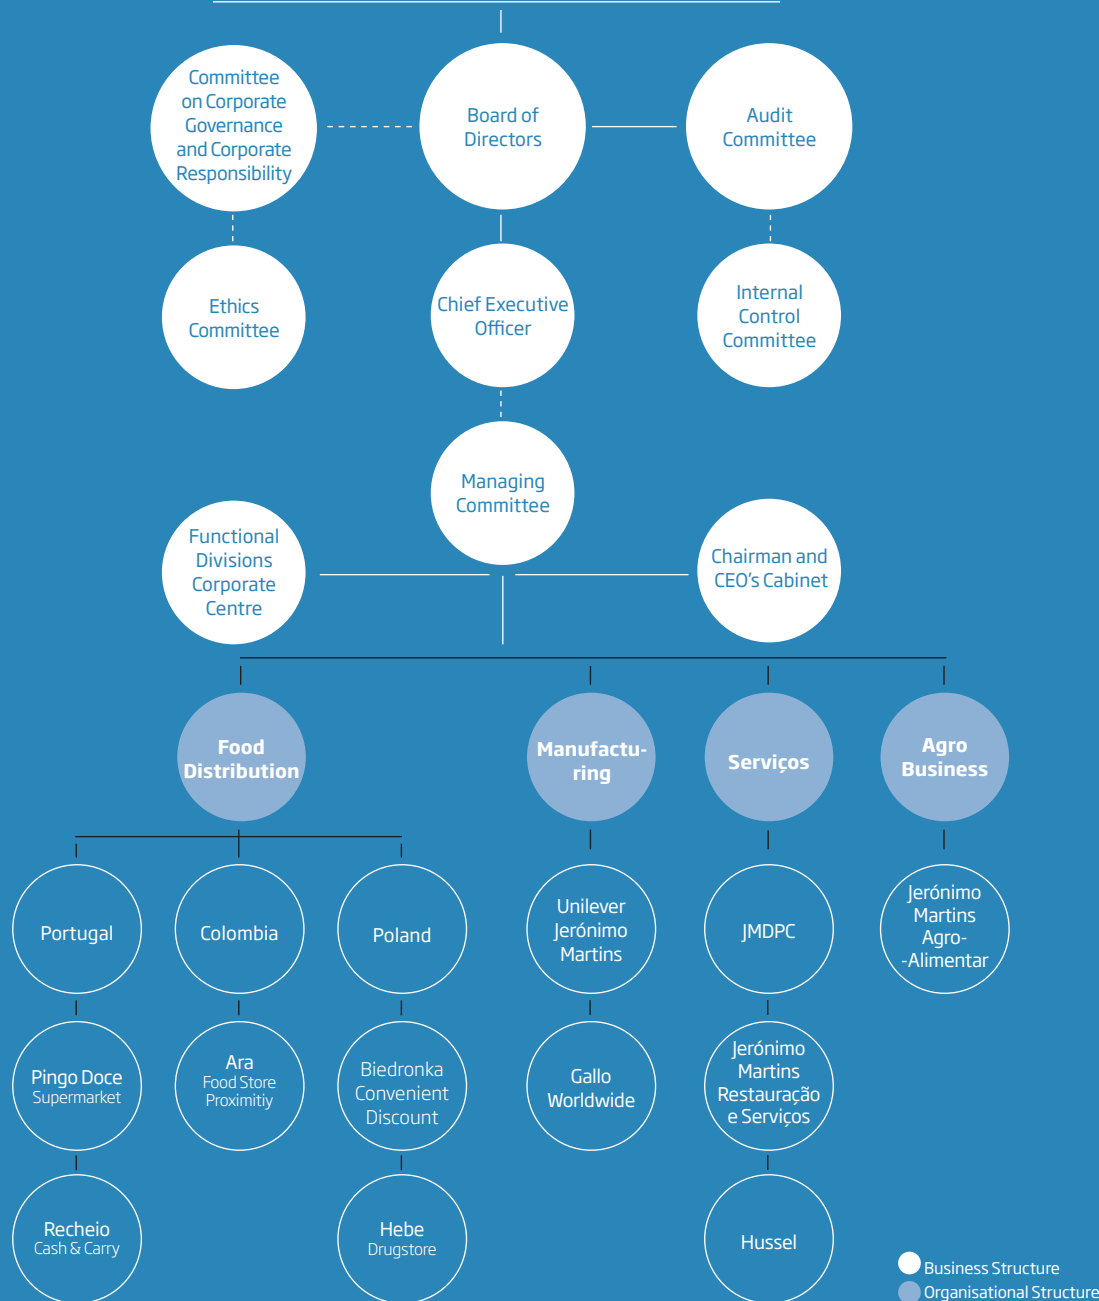 Committee
on Corporate
Governance
and Corporate
Responsibility
Board of
Directors
Audit
Committee
Ethics
Committee
Chief Executive
Officer
Internal
Control
Committee
Managing
Committee
Functional
Divisions
Corporate
Centre
Chairman and
CEO's Cabinet
Food
Distribution
Manufactu-
ring
Serviços
Agro
Business
Portugal
Colombia
Poland
Unilever
Jerónimo
Martins
JMDPC
Jerónimo
Martins
Agro-
-Alimentar
Pingo Doce
Supermarket
Ara
Food Store
Proximitiy
Biedronka
Convenient
Discount
Gallo
Worldwide
Jerónimo
Martins
Restauração
e Serviços
Recheio
Cash & Carry
Hebe
Drugstore
Hussel
Business Structure
Organisational Structure